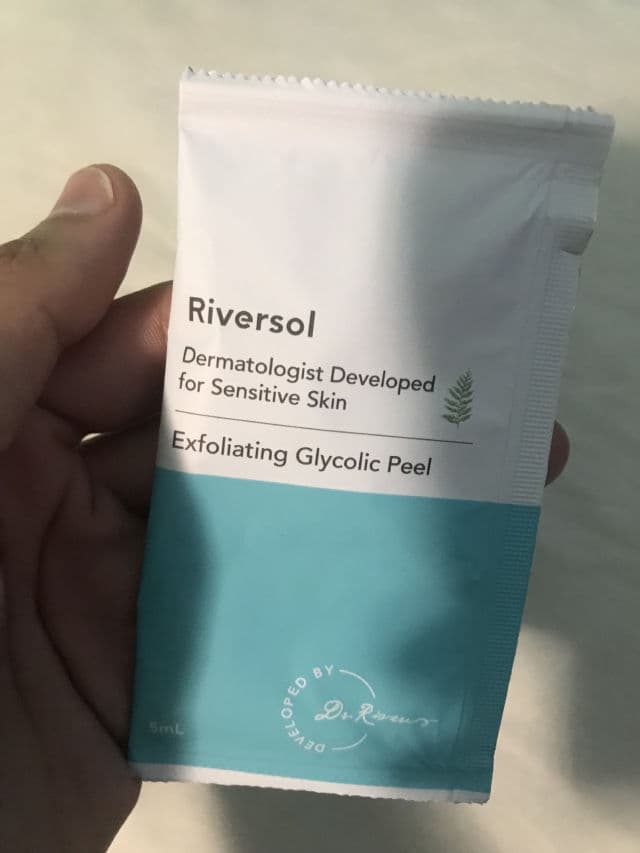 Riversol
Dermatologist Developed
for Sensitive Skin
Exfoliating Glycolic Peel
DEVELOPED BY
Dr. Rivers
5mL